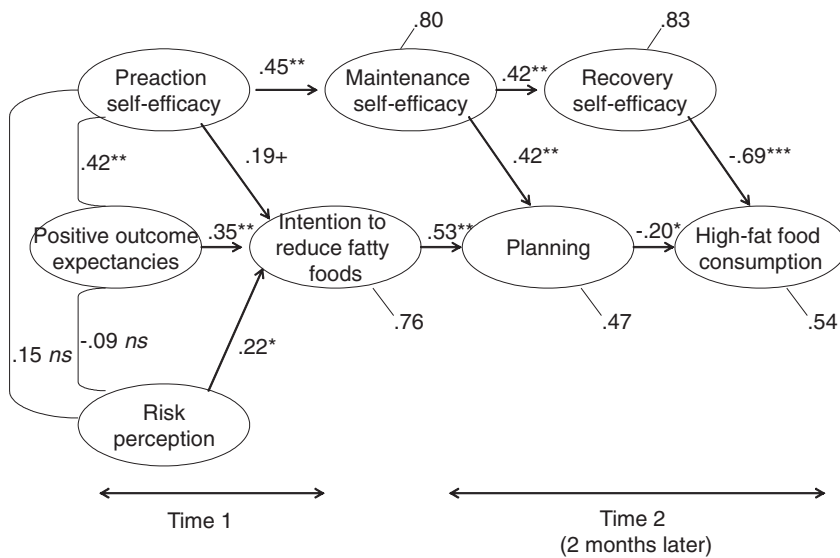 .80
.83
Preaction
self-efficacy
.45**
Maintenance
self-efficacy
.42**
Recovery
self-efficacy
.42**
.19+
.42**
-.69***
Positive outcome
expectancies
.35**
Intention to
reduce fatty
foods
.53**
Planning
-.20*
High-fat food
consumption
.15 ns
-.09 ns
.22*
.76
.47
.54
Risk
perception
Time 1
Time 2
(2 months later)